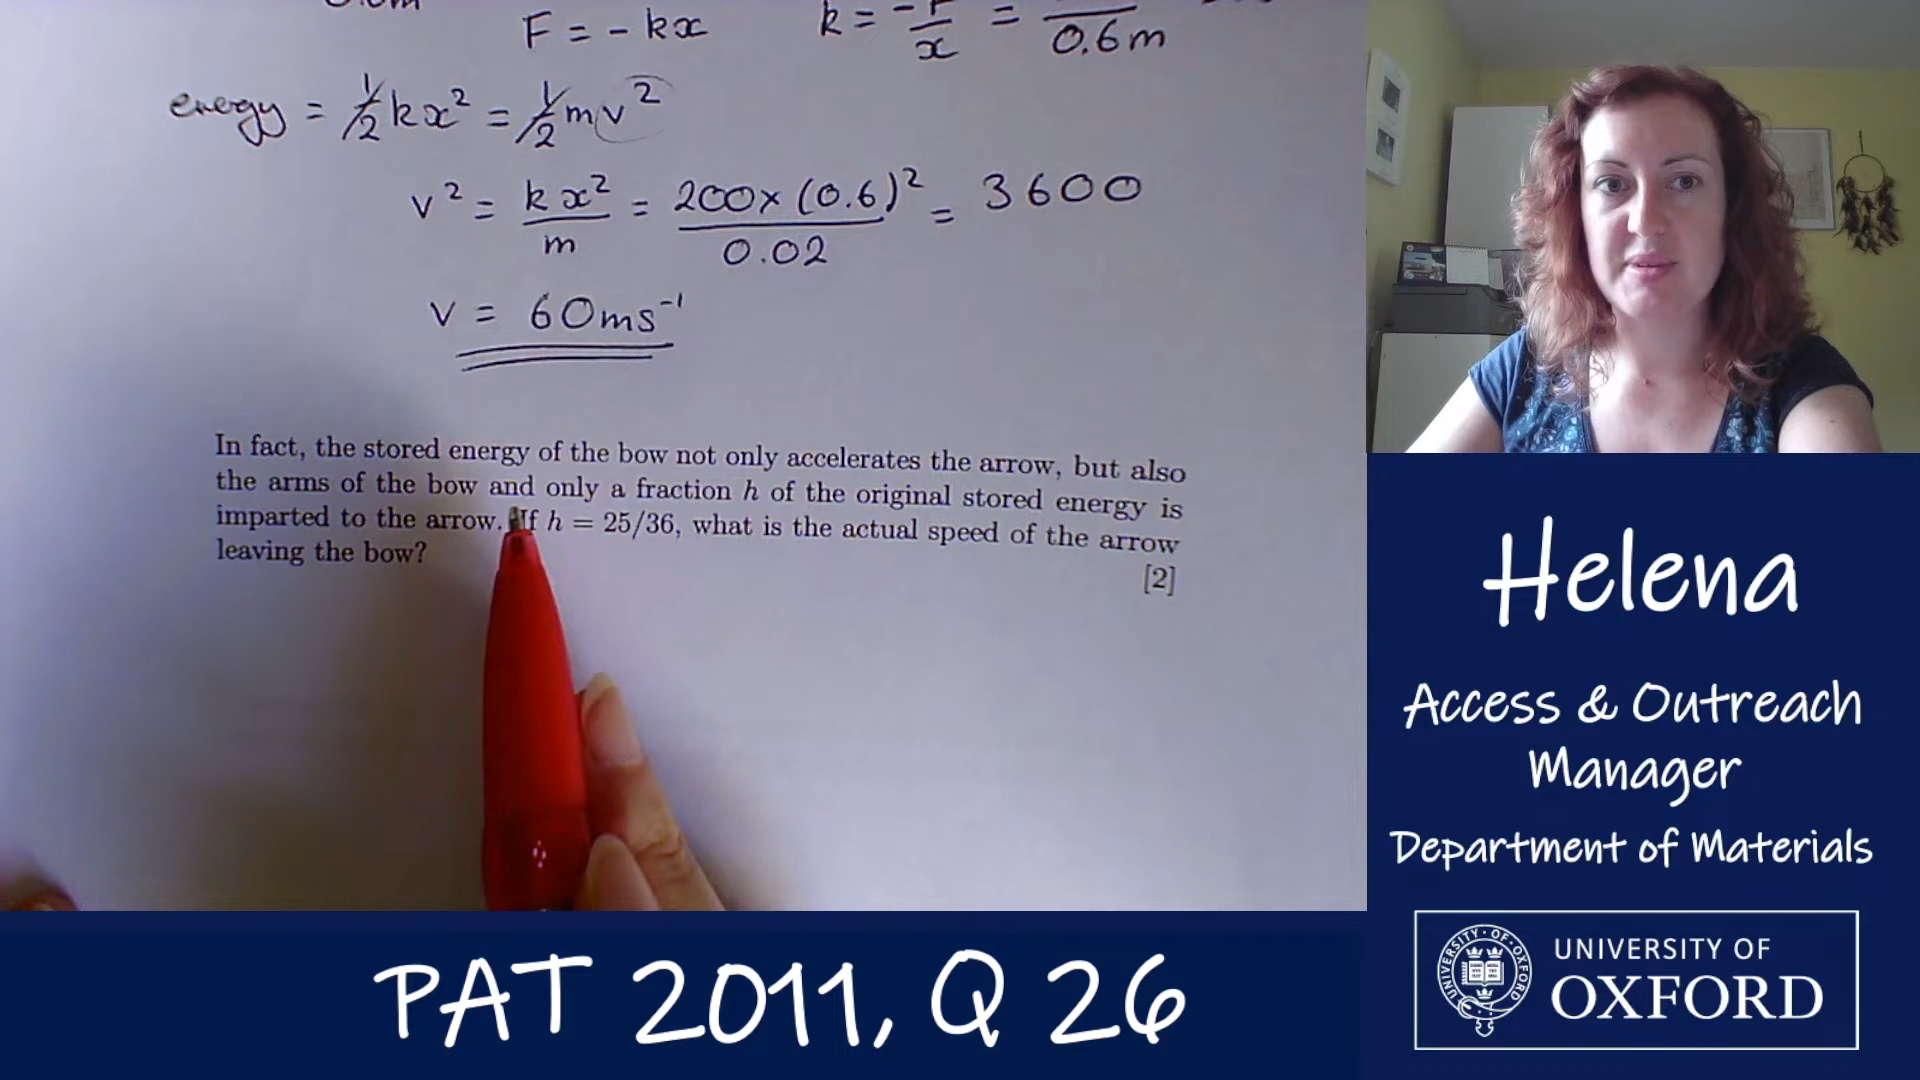 F = -kx   k = -F/x = /0.6m
energy = ½kx² = ½mv²
v² = kx²/m = 200×(0.6)²/0.02 = 3600
v = 60ms⁻¹
In fact, the stored energy of the bow not only accelerates the arrow, but also
the arms of the bow and only a fraction h of the original stored energy is
imparted to the arrow. If h = 25/36, what is the actual speed of the arrow
leaving the bow?
[2]
Helena
Access & Outreach
Manager
Department of Materials
UNIVERSITY OF
OXFORD
PAT 2011, Q 26